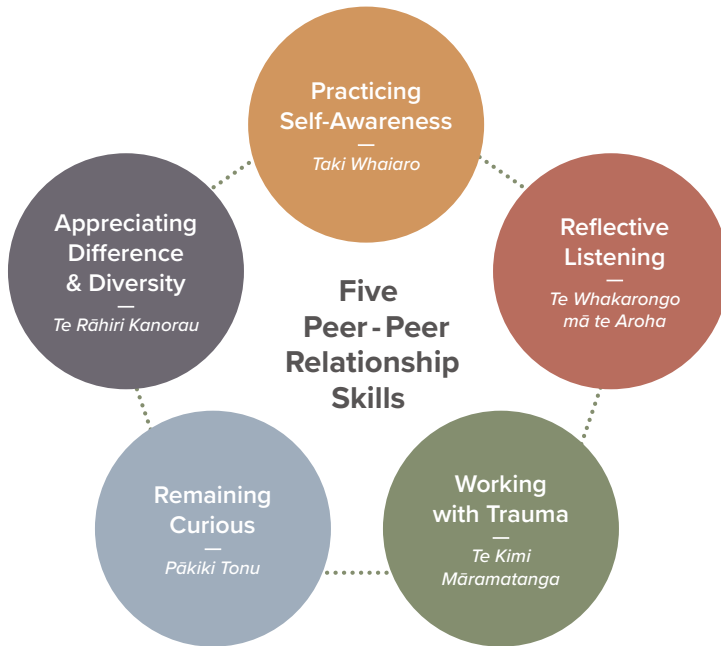 Practicing
Self-Awareness
Taki Whaiaro
Reflective
Listening
Te Whakarongo
mā te Aroha
Working
with Trauma
Te Kimi
Māramatanga
Remaining
Curious
Pākiki Tonu
Appreciating
Difference
& Diversity
Te Rāhiri Kanorau
Five
Peer-Peer
Relationship
Skills